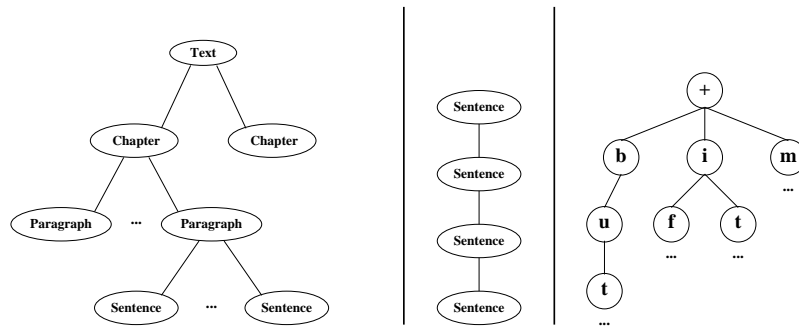 Text
Chapter Chapter
Paragraph ... Paragraph
Sentence ... Sentence
Sentence
Sentence
Sentence
Sentence
+
b i m
...
u f t
... ...
t
...